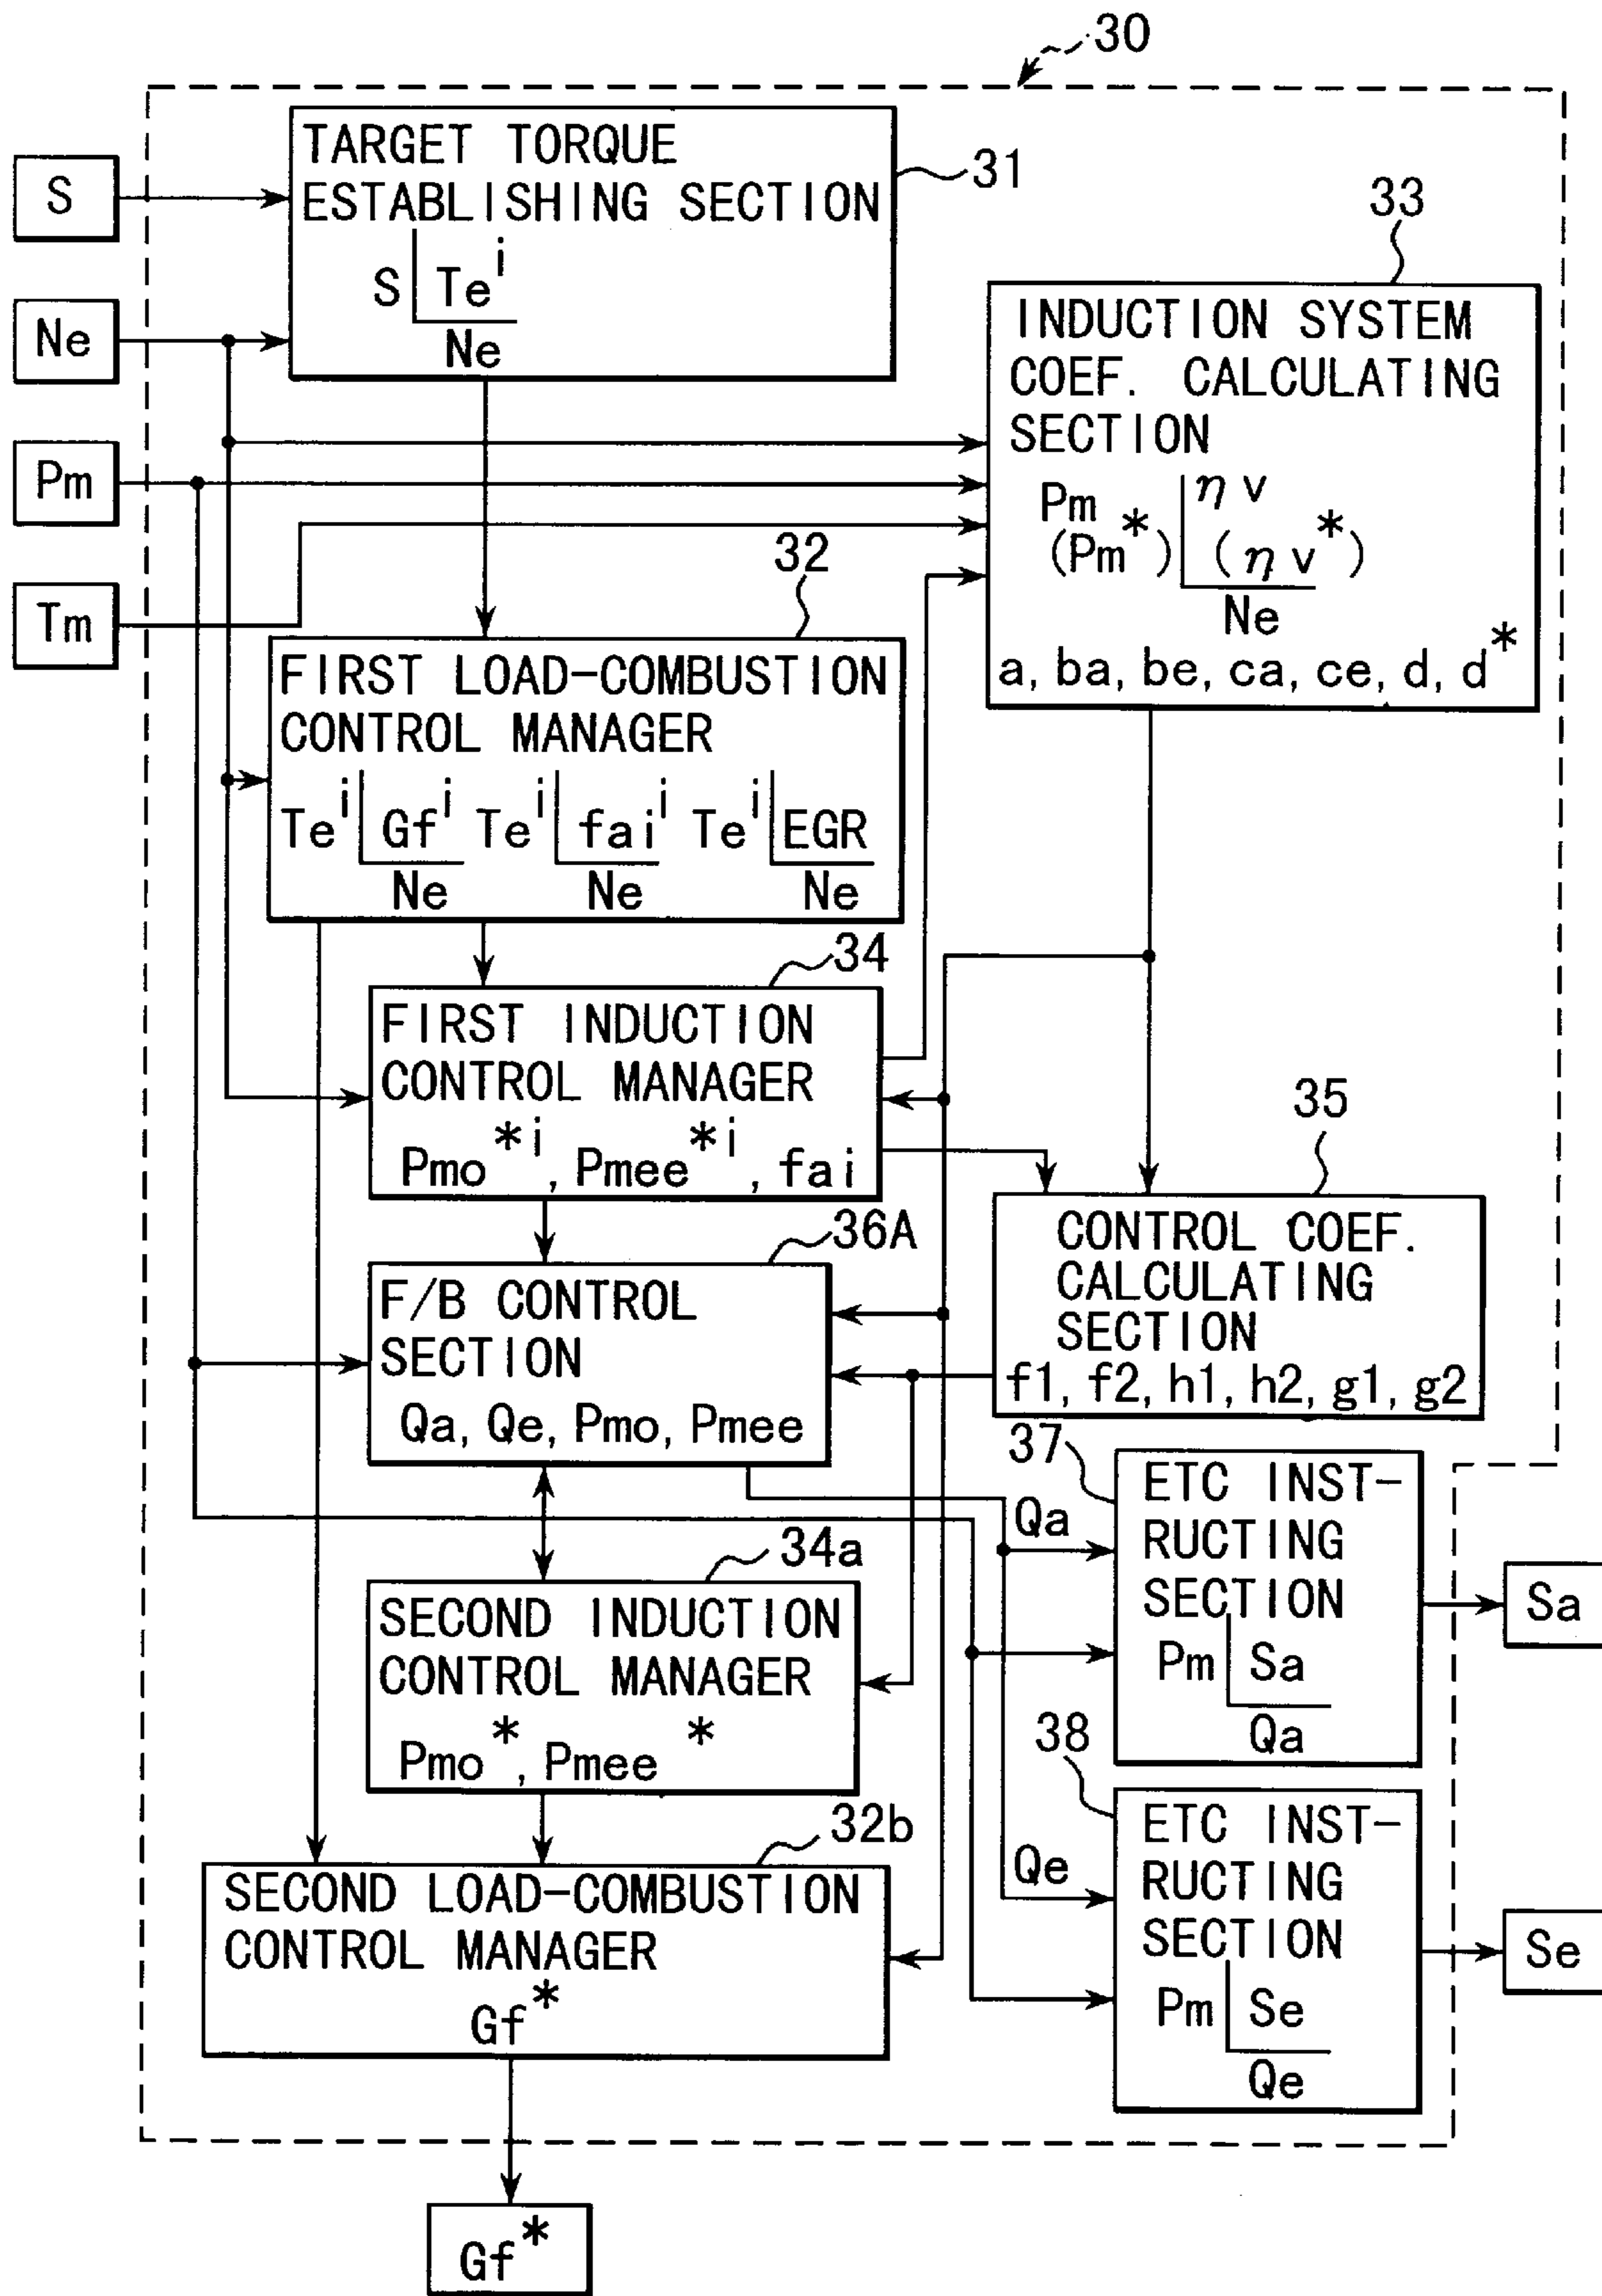 30
TARGET TORQUE
ESTABLISHING SECTION
S Te^i
Ne
31
S
Ne
Pm
Tm
33
INDUCTION SYSTEM
COEF. CALCULATING
SECTION
Pm ηv
(Pm*) (ηv*)
Ne
a, ba, be, ca, ce, d, d*
32
FIRST LOAD-COMBUSTION
CONTROL MANAGER
Te^i Gf^i Te^i fai^i Te^i EGR
Ne Ne Ne
34
FIRST INDUCTION
CONTROL MANAGER
Pmo*^i, Pmee*^i, fai
35
CONTROL COEF.
CALCULATING
SECTION
f1, f2, h1, h2, g1, g2
36A
F/B CONTROL
SECTION
Qa, Qe, Pmo, Pmee
37
Qa
ETC INST-
RUCTING
SECTION
Pm Sa
Qa
Sa
34a
SECOND INDUCTION
CONTROL MANAGER
Pmo*, Pmee*
38
Qe
ETC INST-
RUCTING
SECTION
Pm Se
Qe
Se
32b
SECOND LOAD-COMBUSTION
CONTROL MANAGER
Gf*
Gf*